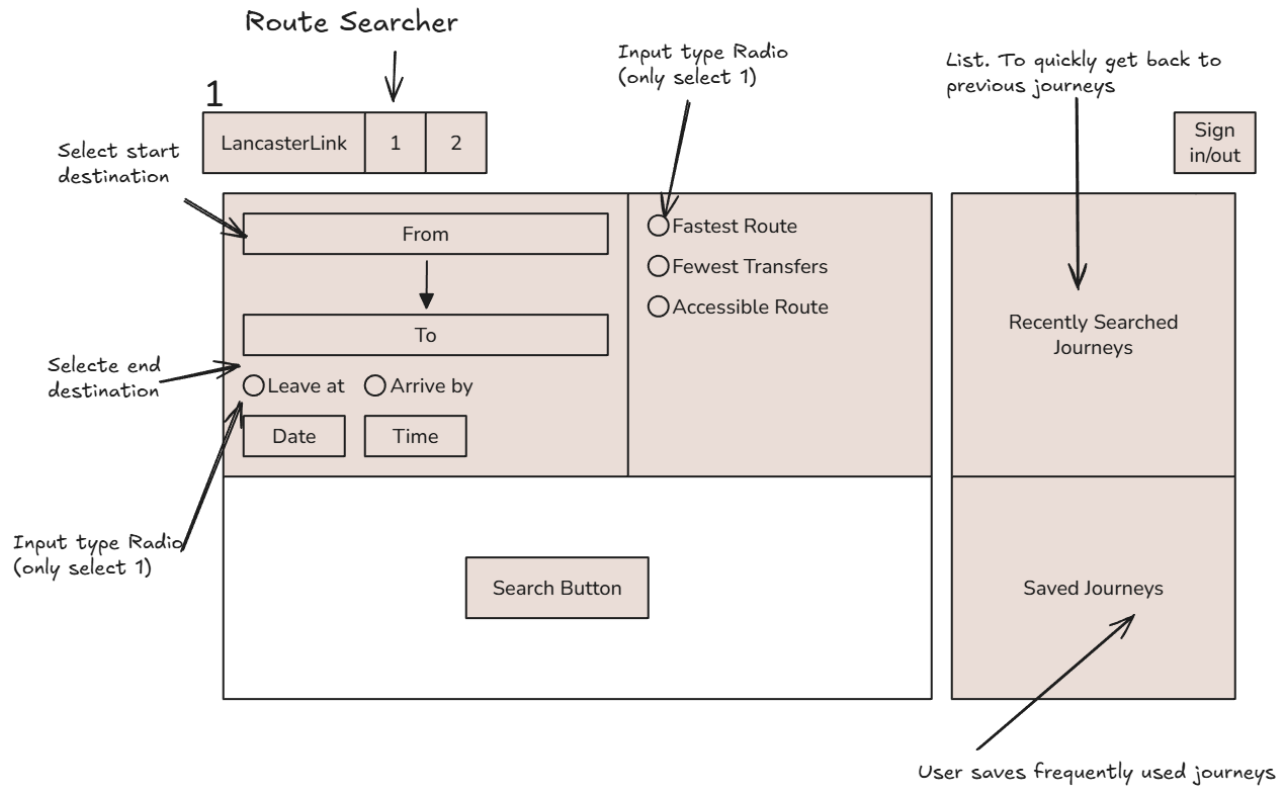 Route Searcher
Input type Radio
(only select 1)
List. To quickly get back to
previous journeys
1
LancasterLink
1
2
Sign
in/out
Select start
destination
From
Fastest Route
Fewest Transfers
Accessible Route
To
Recently Searched
Journeys
Selecte end
destination
Leave at
Arrive by
Date
Time
Input type Radio
(only select 1)
Search Button
Saved Journeys
User saves frequently used journeys